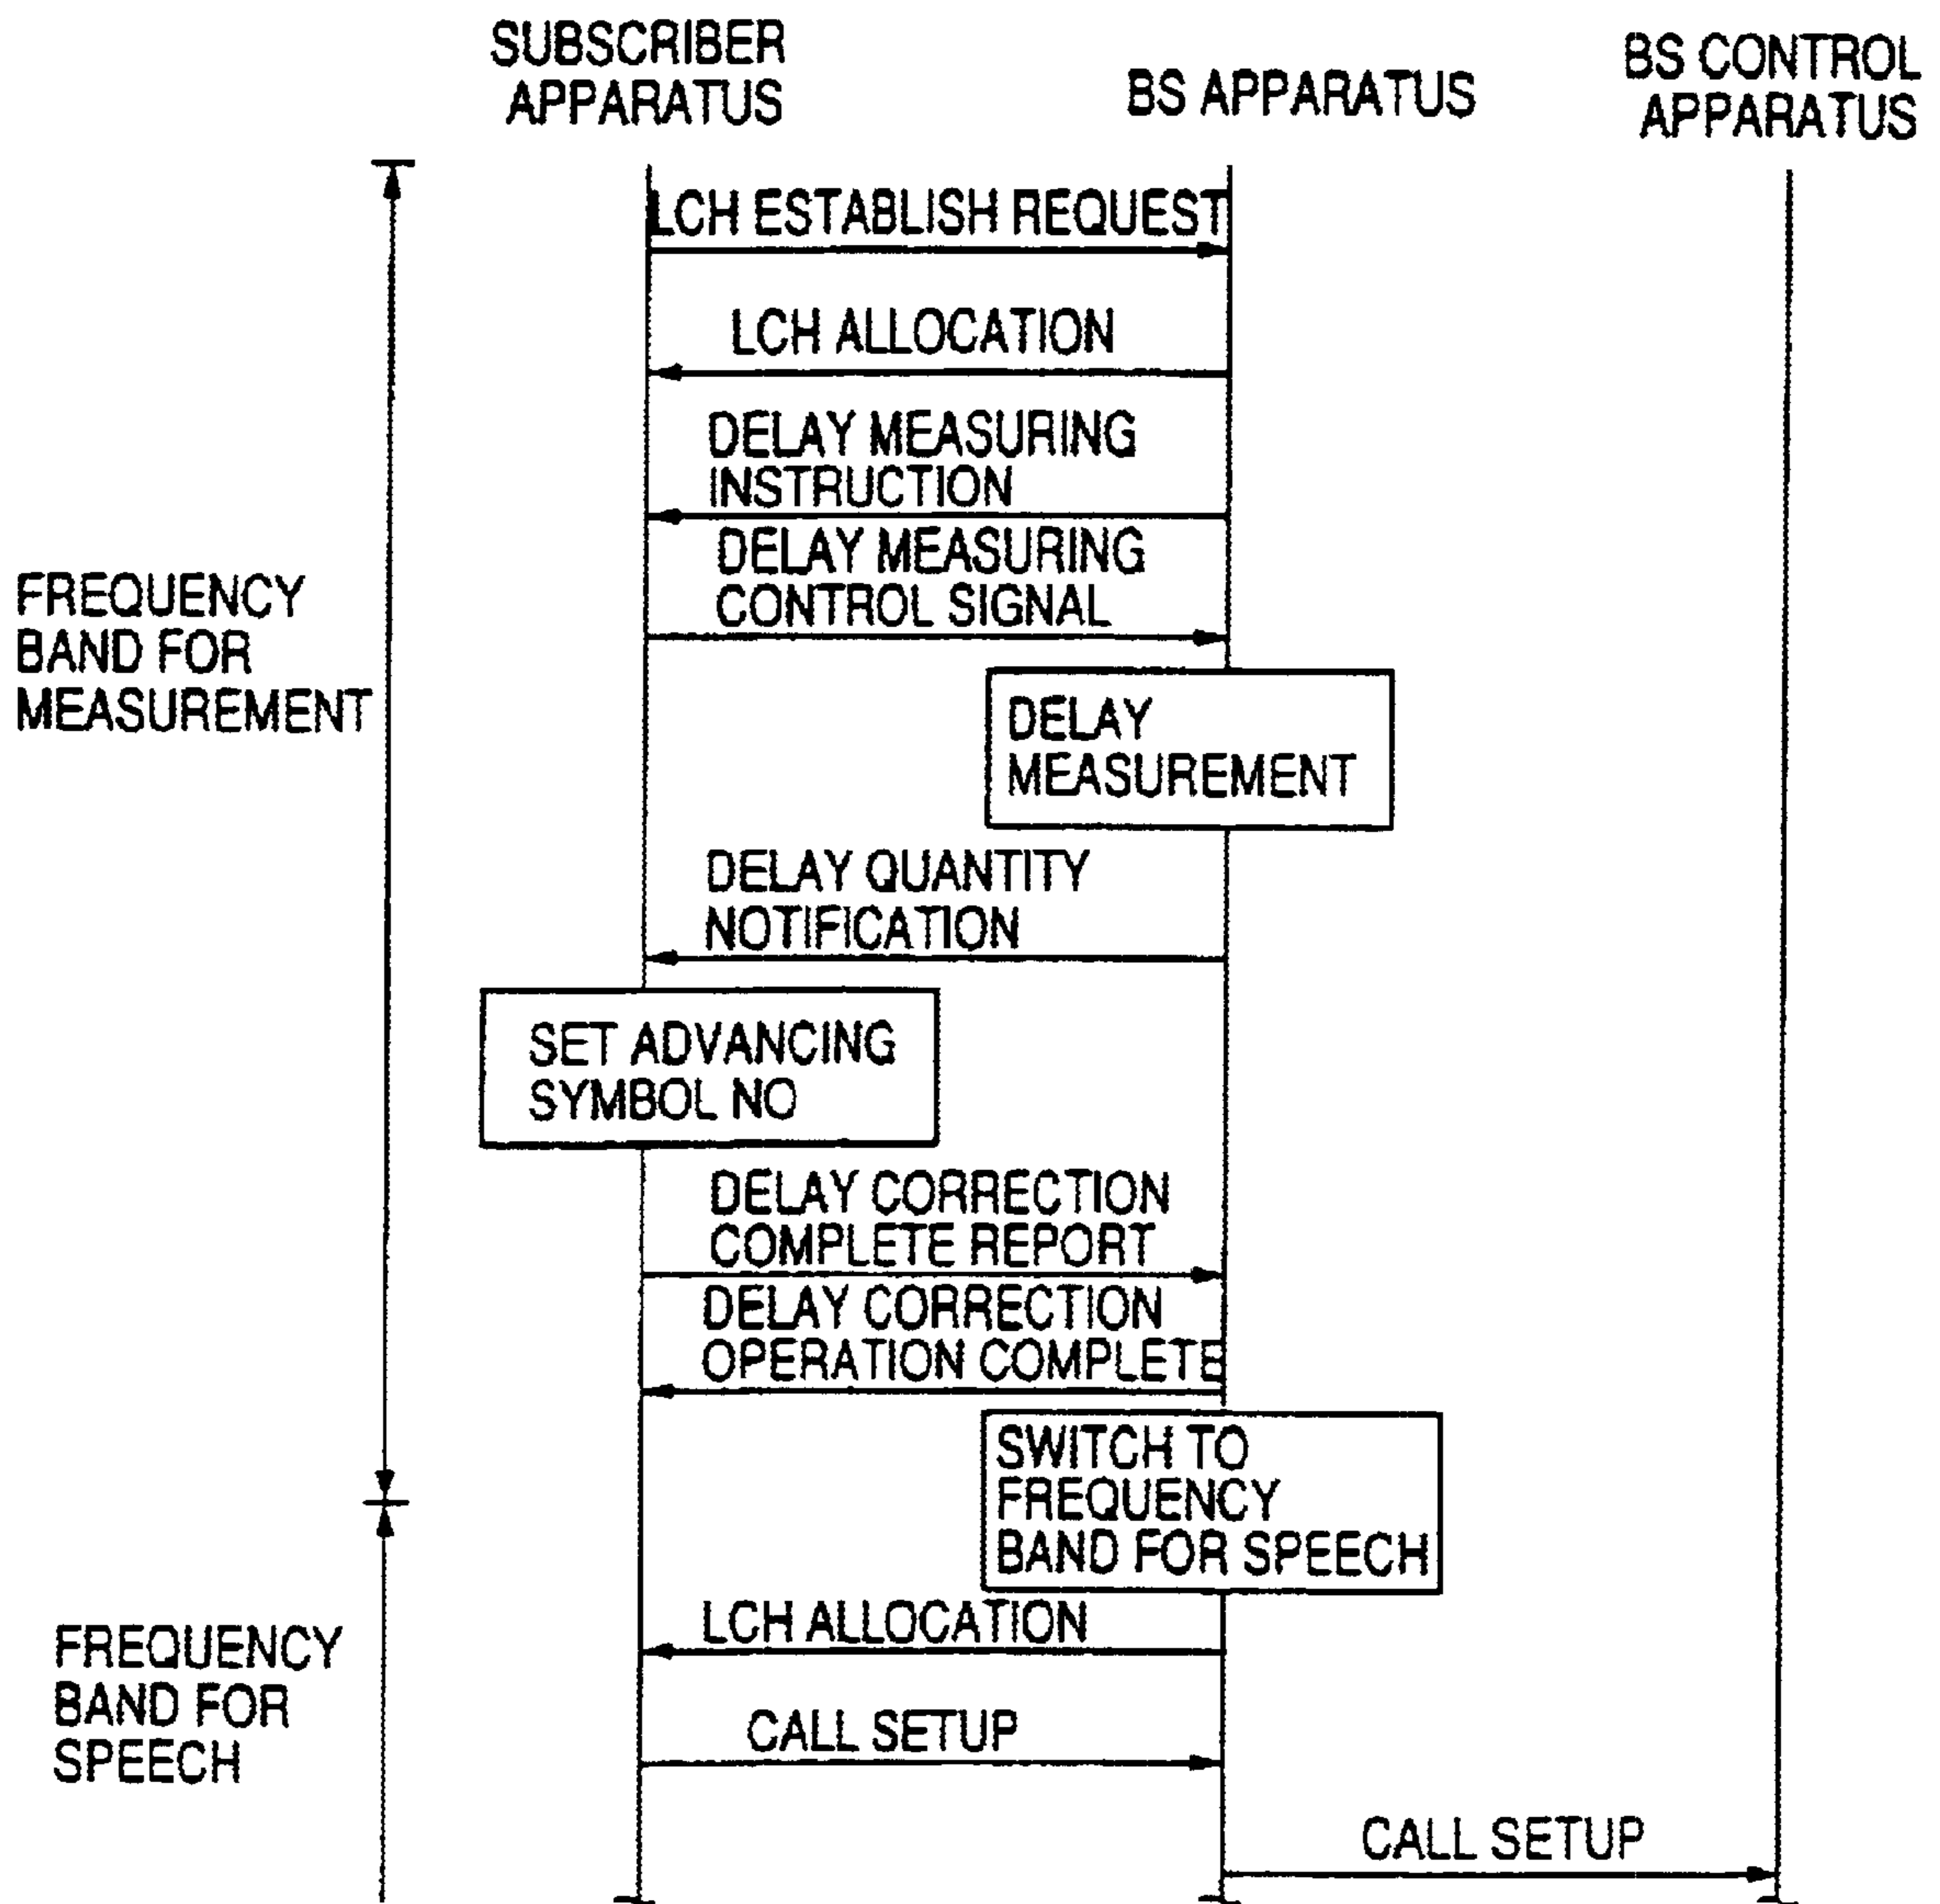 SUBSCRIBER
APPARATUS
BS APPARATUS
BS CONTROL
APPARATUS
LCH ESTABLISH REQUEST
LCH ALLOCATION
DELAY MEASURING
INSTRUCTION
DELAY MEASURING
CONTROL SIGNAL
FREQUENCY
BAND FOR
MEASUREMENT
DELAY
MEASUREMENT
DELAY QUANTITY
NOTIFICATION
SET ADVANCING
SYMBOL NO
DELAY CORRECTION
COMPLETE REPORT
DELAY CORRECTION
OPERATION COMPLETE
SWITCH TO
FREQUENCY
BAND FOR SPEECH
LCH ALLOCATION
FREQUENCY
BAND FOR
SPEECH
CALL SETUP
CALL SETUP